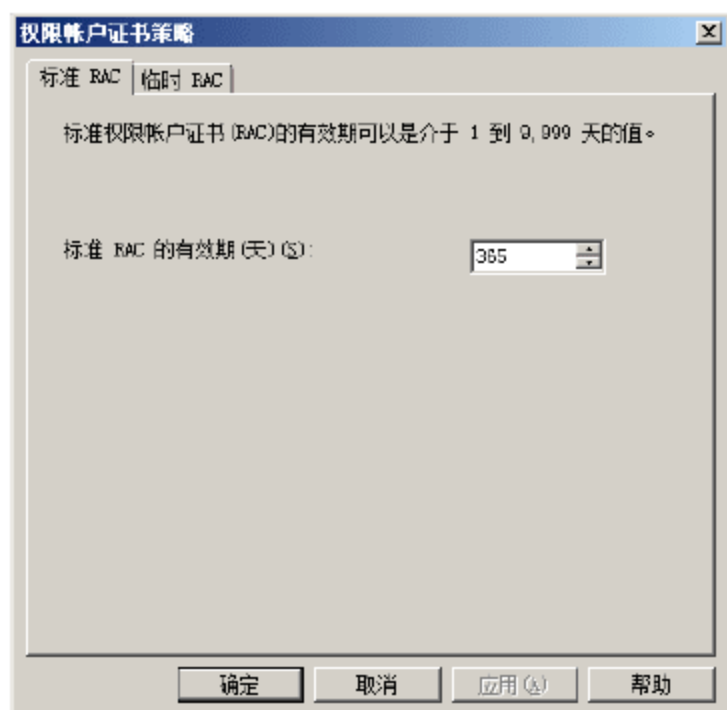 权限帐户证书策略
标准 RAC 临时 RAC
标准权限帐户证书(RAC)的有效期可以是介于 1 到 9,999 天的值。
标准 RAC 的有效期(天)(S): 365
确定 取消 应用(A) 帮助